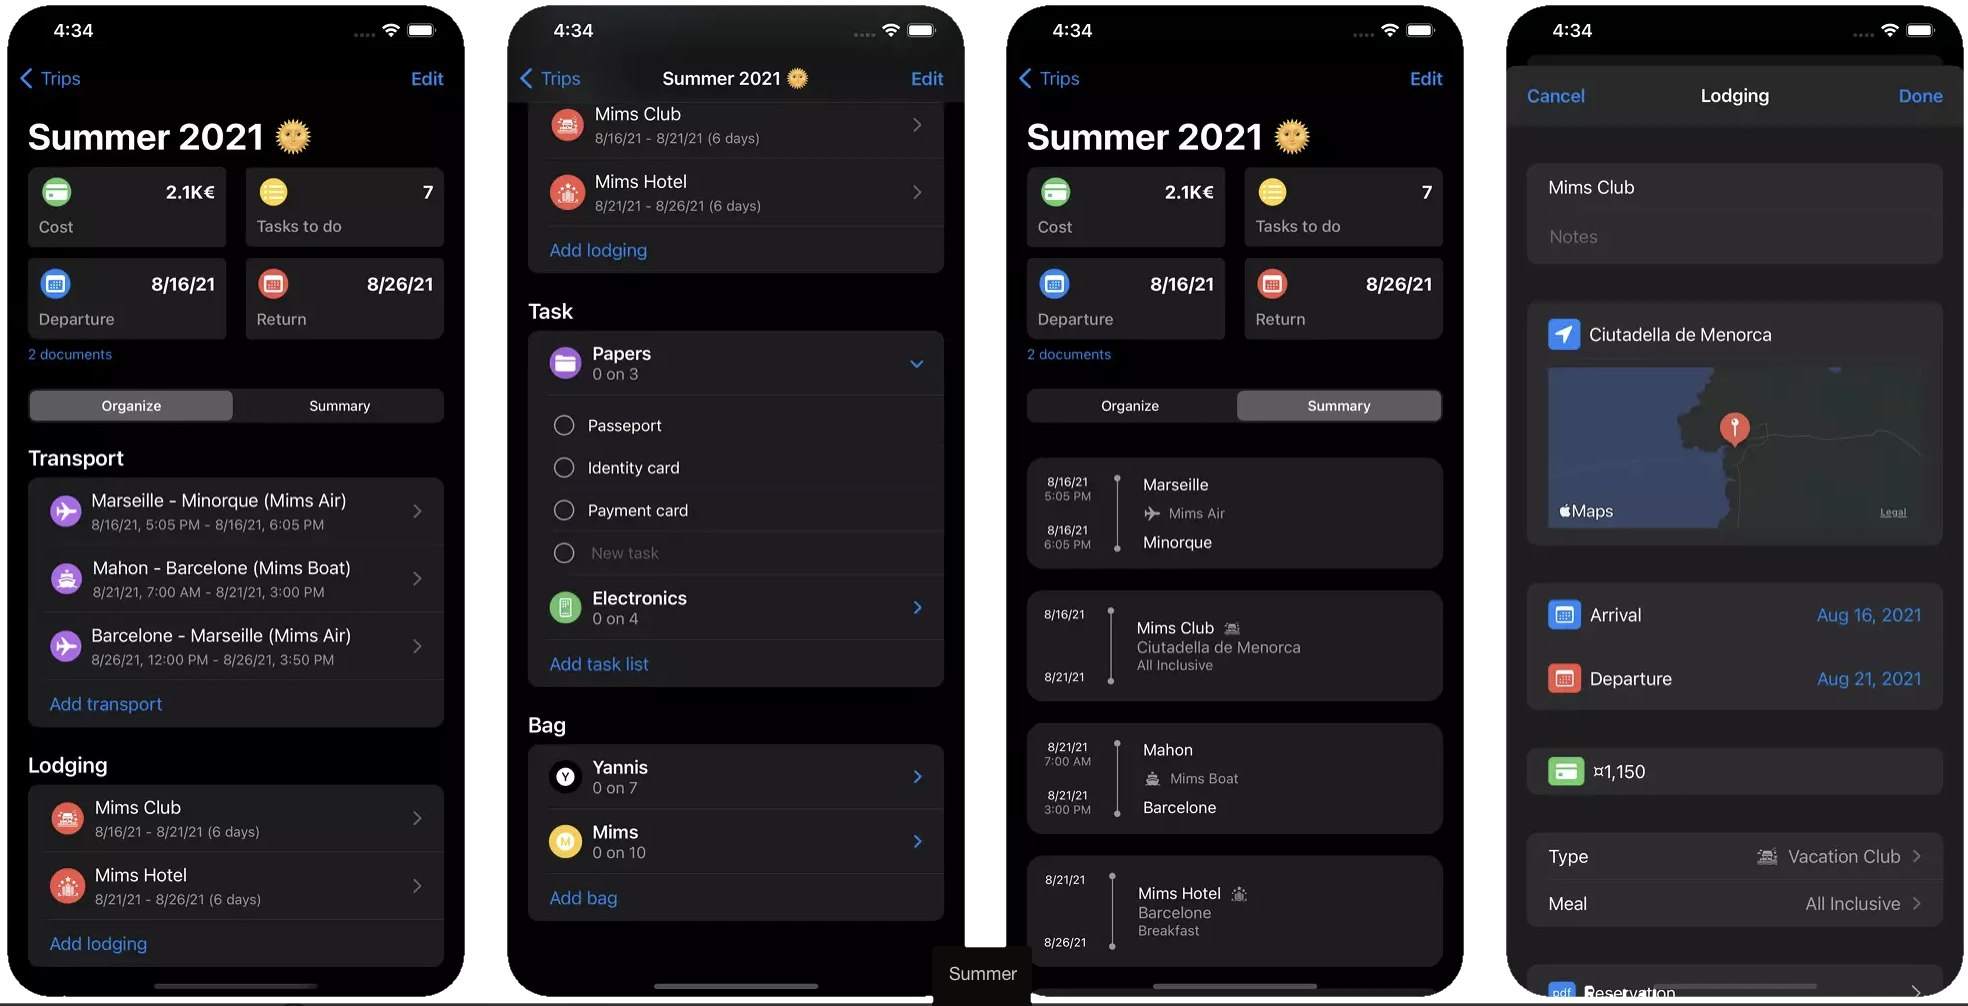 4:34
Trips
Edit
Summer 2021
2.1K€
Cost
7
Tasks to do
8/16/21
Departure
8/26/21
Return
2 documents
Organize
Summary
Transport
Marseille - Minorque (Mims Air)
8/16/21, 5:05 PM - 8/16/21, 6:05 PM
Mahon - Barcelone (Mims Boat)
8/21/21, 7:00 AM - 8/21/21, 3:00 PM
Barcelone - Marseille (Mims Air)
8/26/21, 12:00 PM - 8/26/21, 3:50 PM
Add transport
Lodging
Mims Club
8/16/21 - 8/21/21 (6 days)
Mims Hotel
8/21/21 - 8/26/21 (6 days)
Add lodging
4:34
Trips
Summer 2021
Edit
Mims Club
8/16/21 - 8/21/21 (6 days)
Mims Hotel
8/21/21 - 8/26/21 (6 days)
Add lodging
Task
Papers
0 on 3
Passeport
Identity card
Payment card
New task
Electronics
0 on 4
Add task list
Bag
Y
Yannis
0 on 7
M
Mims
0 on 10
Add bag
Summer
4:34
Trips
Edit
Summer 2021
2.1K€
Cost
7
Tasks to do
8/16/21
Departure
8/26/21
Return
2 documents
Organize
Summary
8/16/21
5:05 PM
Marseille
Mims Air
8/16/21
6:05 PM
Minorque
8/16/21
Mims Club
Ciutadella de Menorca
All Inclusive
8/21/21
8/21/21
7:00 AM
Mahon
Mims Boat
8/21/21
3:00 PM
Barcelone
8/21/21
Mims Hotel
Barcelone
Breakfast
8/26/21
4:34
Cancel
Lodging
Done
Mims Club
Notes
Ciutadella de Menorca
Maps
Legal
Arrival
Aug 16, 2021
Departure
Aug 21, 2021
¤1,150
Type
Vacation Club
Meal
All Inclusive
pdf
Reservation